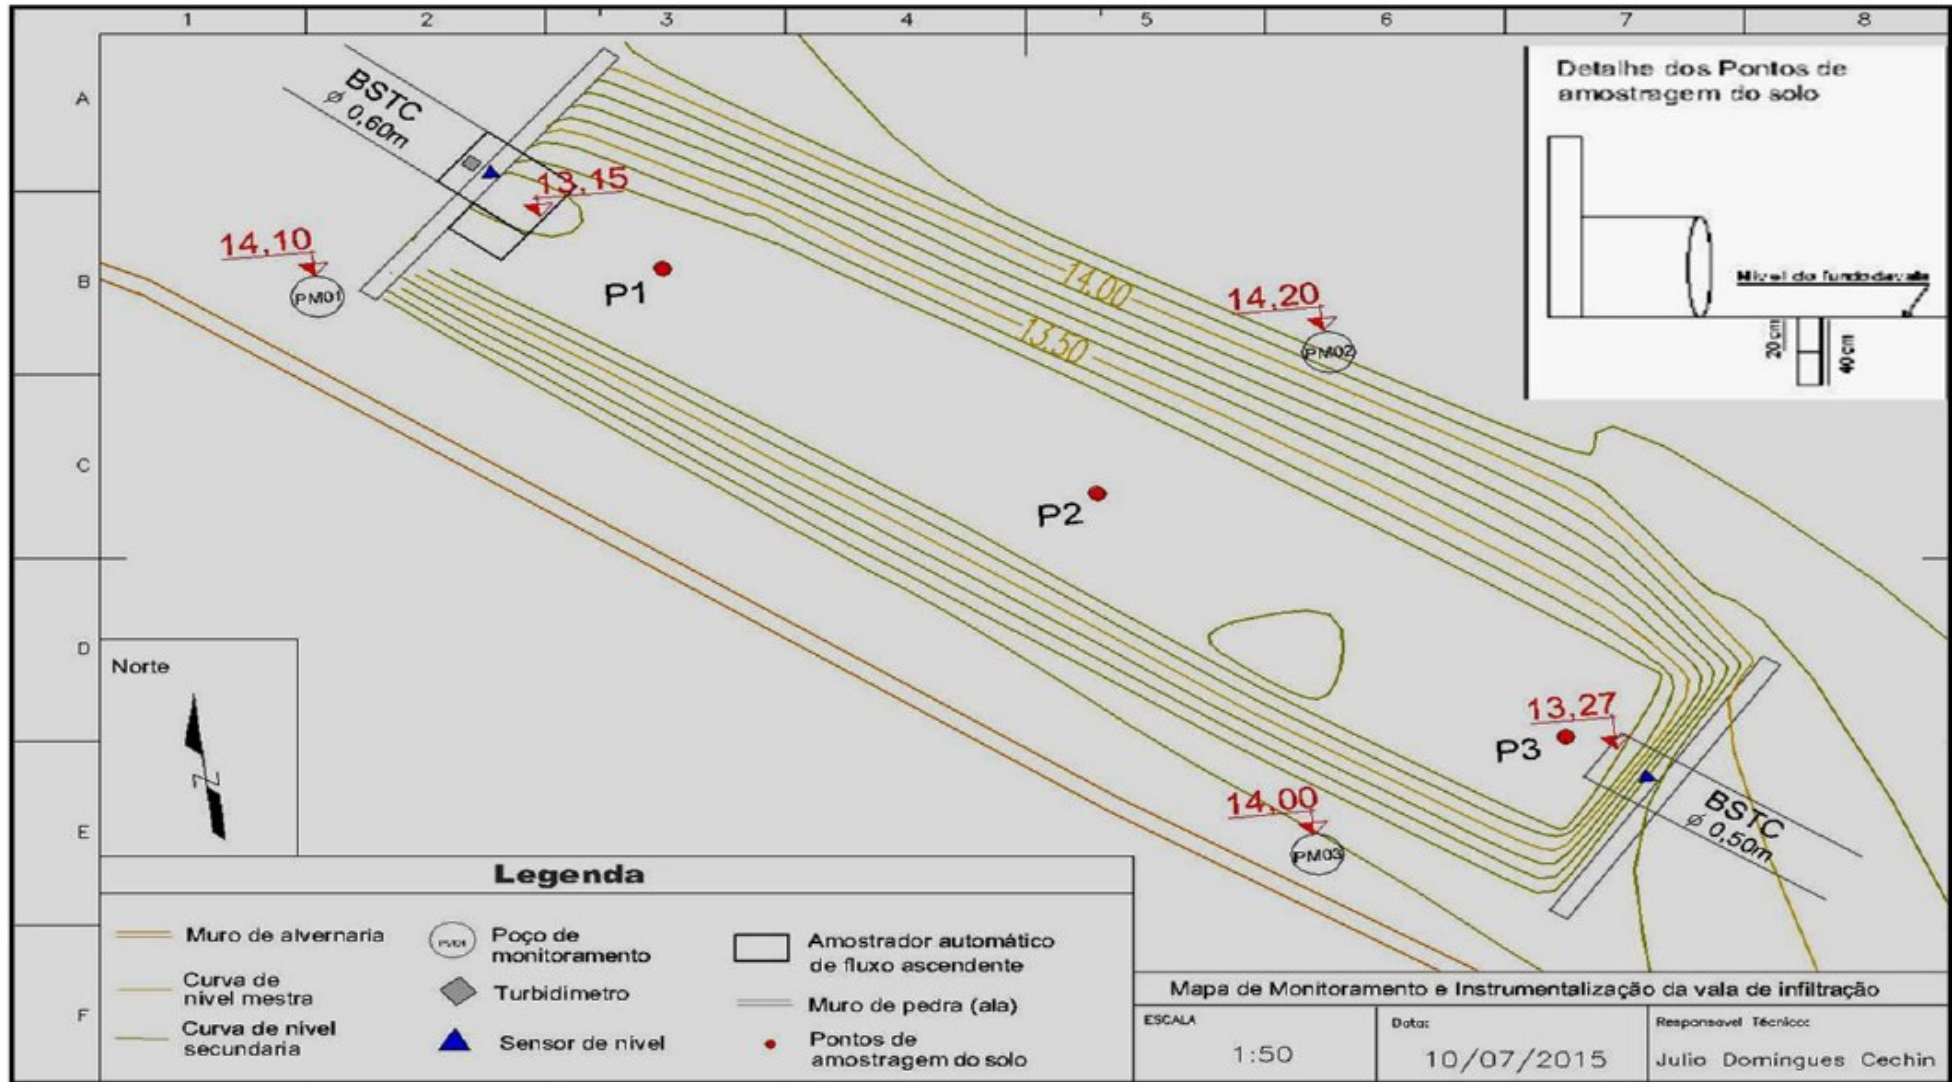 1 2 3 4 5 6 7 8
A
B
C
D
E
F
BSTC
Ø 0,60m
13,15
14,10
PM01
P1
14.00
13.50
14,20
PM02
P2
13,27
P3
14,00
PM03
BSTC
Ø 0,50m
Detalhe dos Pontos de
amostragem do solo
Nivel do fundo da vala
20cm
40cm
Norte
N
Legenda
Muro de alvernaria
Curva de
nivel mestra
Curva de nivel
secundaria
Poço de
monitoramento
Turbidimetro
Sensor de nivel
Amostrador automático
de fluxo ascendente
Muro de pedra (ala)
Pontos de
amostragem do solo
Mapa de Monitoramento e Instrumentalização da vala de infiltração
ESCALA
1:50
Data:
10/07/2015
Responsavel Técnico:
Julio Domingues Cechin